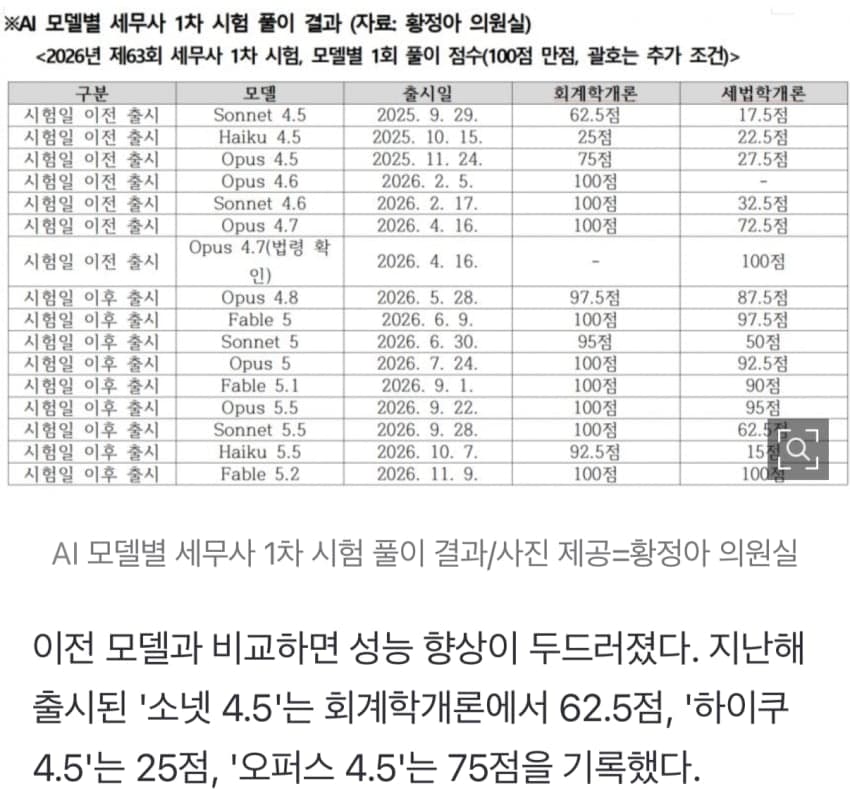 ※AI 모델별 세무사 1차 시험 풀이 결과 (자료: 황정아 의원실)
<2026년 제63회 세무사 1차 시험, 모델별 1회 풀이 점수(100점 만점, 괄호는 추가 조건)>
구분 모델 출시일 회계학개론 세법학개론
시험일 이전 출시 Sonnet 4.5 2025. 9. 29. 62.5점 17.5점
시험일 이전 출시 Haiku 4.5 2025. 10. 15. 25점 22.5점
시험일 이전 출시 Opus 4.5 2025. 11. 24. 75점 27.5점
시험일 이전 출시 Opus 4.6 2026. 2. 5. 100점 -
시험일 이전 출시 Sonnet 4.6 2026. 2. 17. 100점 32.5점
시험일 이전 출시 Opus 4.7 2026. 4. 16. 100점 72.5점
시험일 이전 출시 Opus 4.7(법령 확인) 2026. 4. 16. - 100점
시험일 이후 출시 Opus 4.8 2026. 5. 28. 97.5점 87.5점
시험일 이후 출시 Fable 5 2026. 6. 9. 100점 97.5점
시험일 이후 출시 Sonnet 5 2026. 6. 30. 95점 50점
시험일 이후 출시 Opus 5 2026. 7. 24. 100점 92.5점
시험일 이후 출시 Fable 5.1 2026. 9. 1. 100점 90점
시험일 이후 출시 Opus 5.5 2026. 9. 22. 100점 95점
시험일 이후 출시 Sonnet 5.5 2026. 9. 28. 100점 62.5점
시험일 이후 출시 Haiku 5.5 2026. 10. 7. 92.5점 15점
시험일 이후 출시 Fable 5.2 2026. 11. 9. 100점 100점
AI 모델별 세무사 1차 시험 풀이 결과/사진 제공=황정아 의원실
이전 모델과 비교하면 성능 향상이 두드러졌다. 지난해
출시된 '소넷 4.5'는 회계학개론에서 62.5점, '하이쿠
4.5'는 25점, '오퍼스 4.5'는 75점을 기록했다.